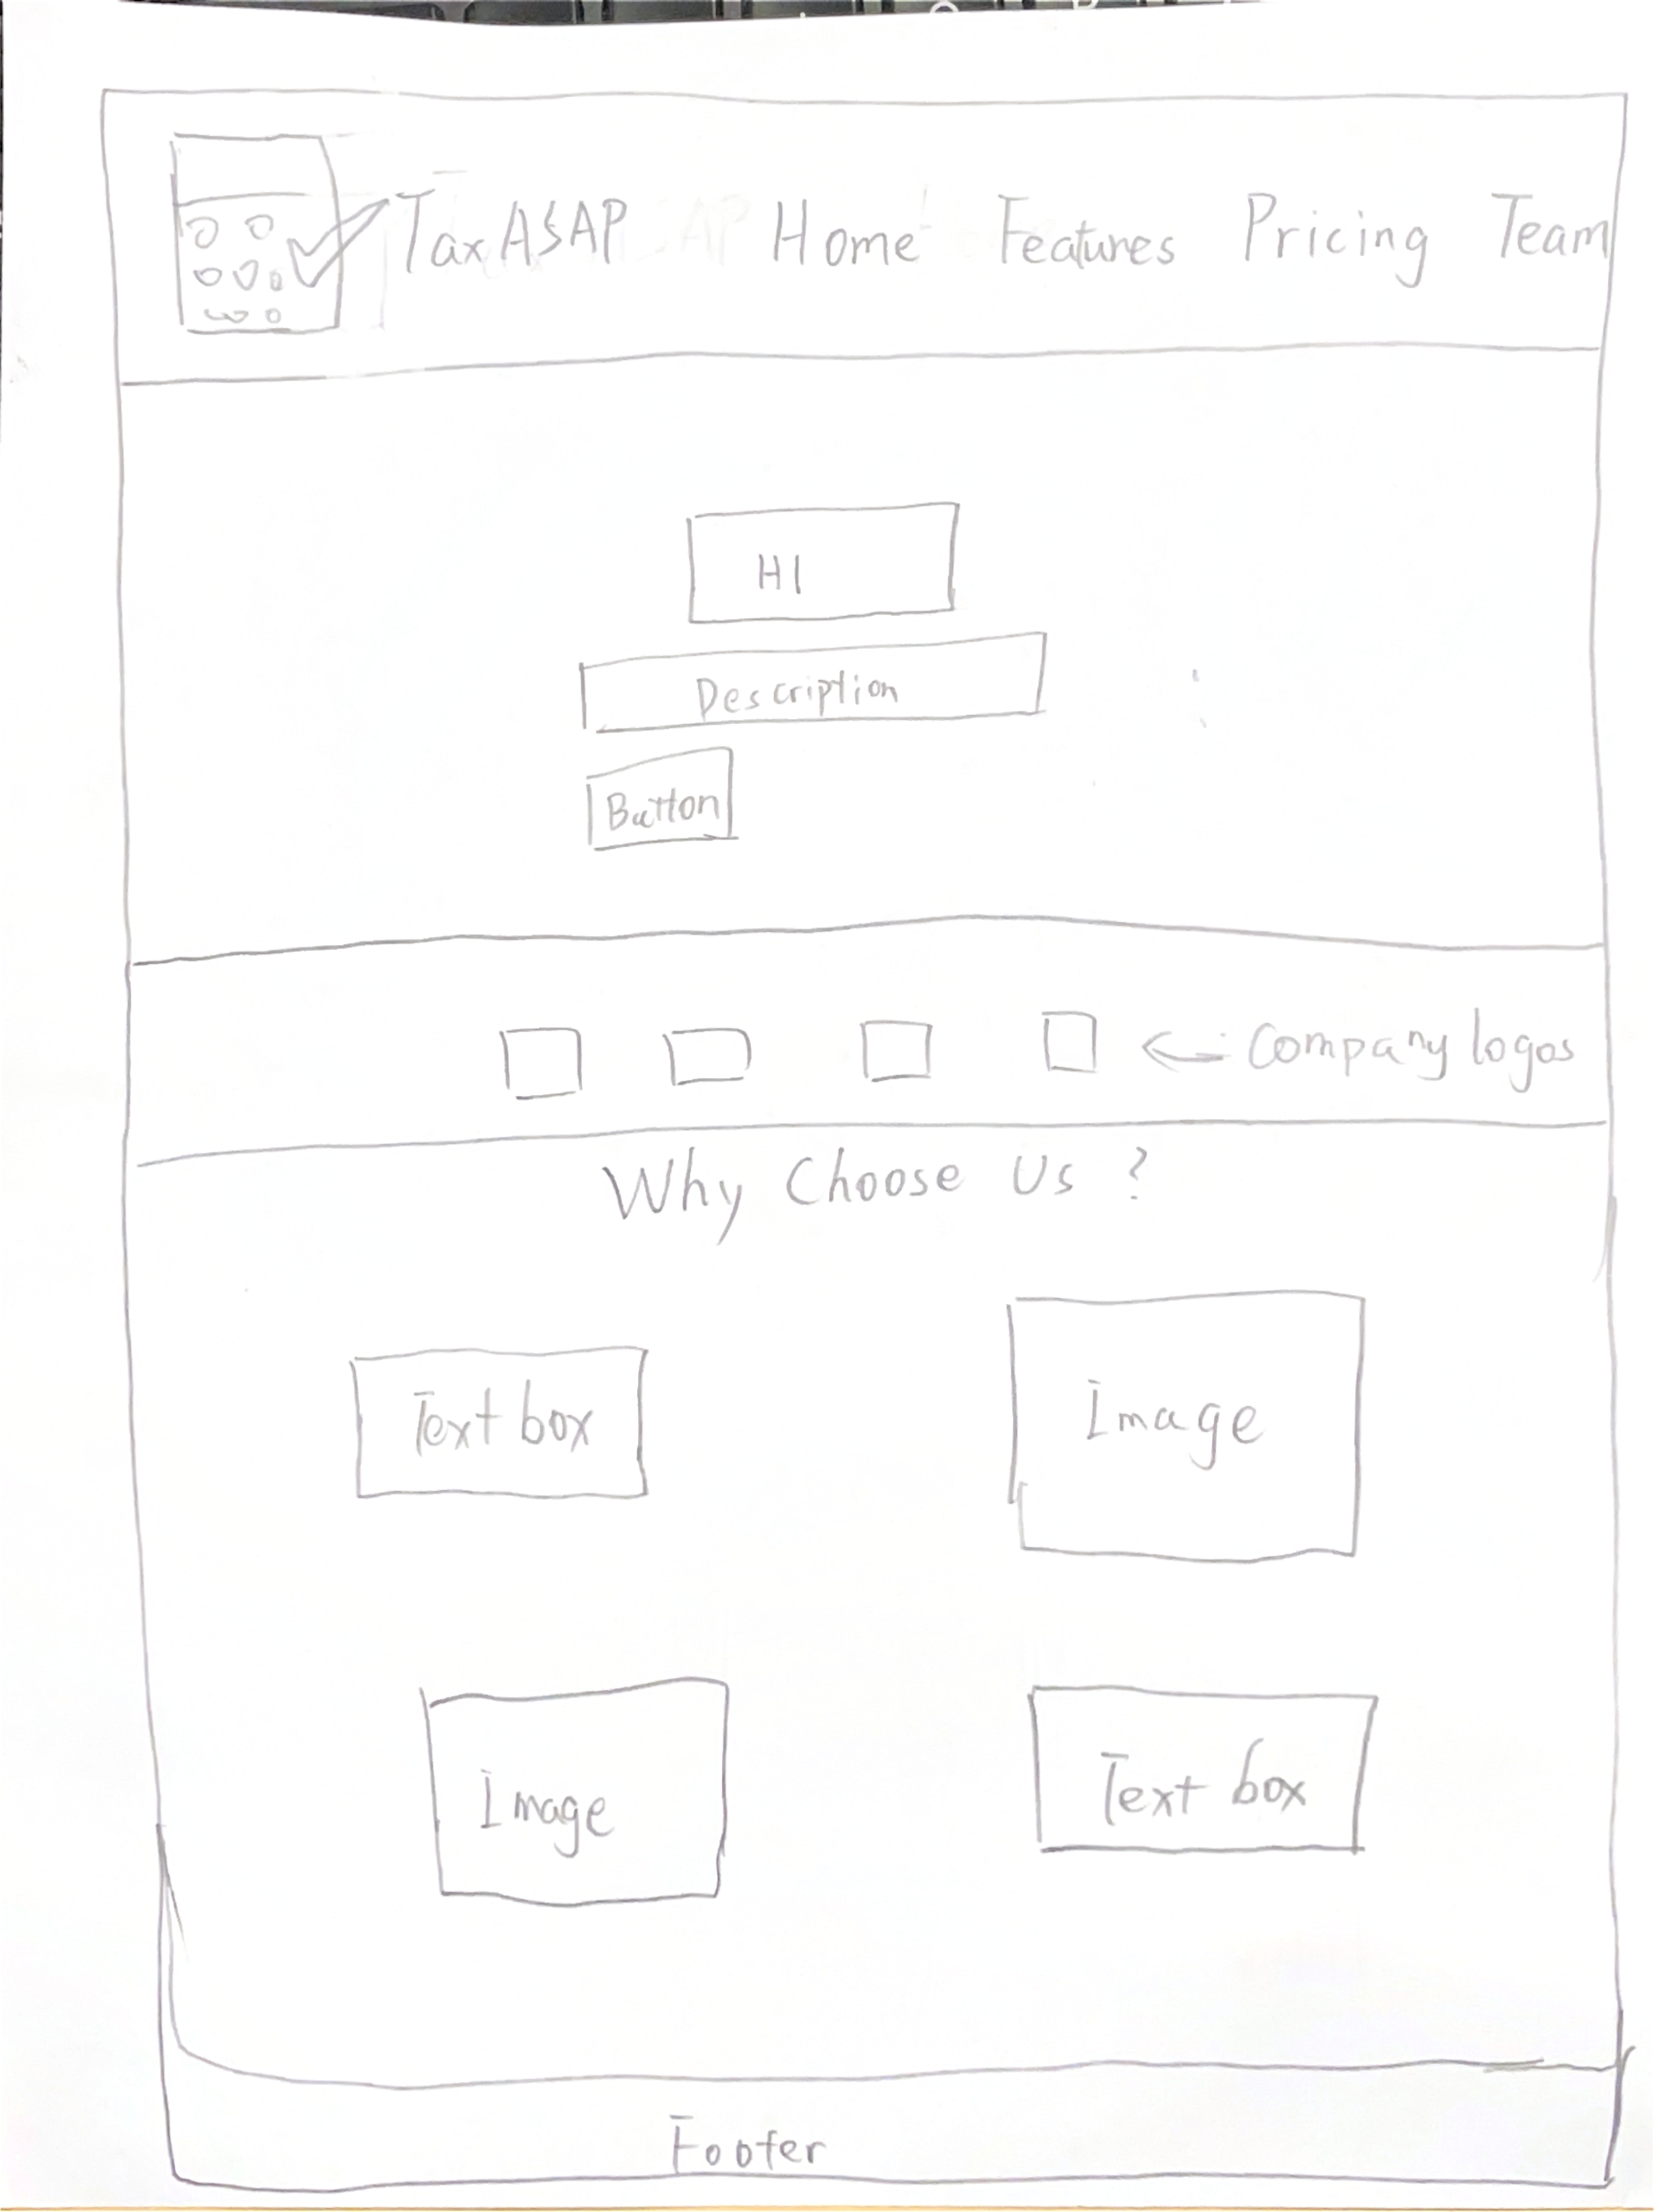 TaxASAP Home Features Pricing Team
H1
Description
Button
Company logos
Why Choose Us ?
Text box Image
Image Text box
Footer